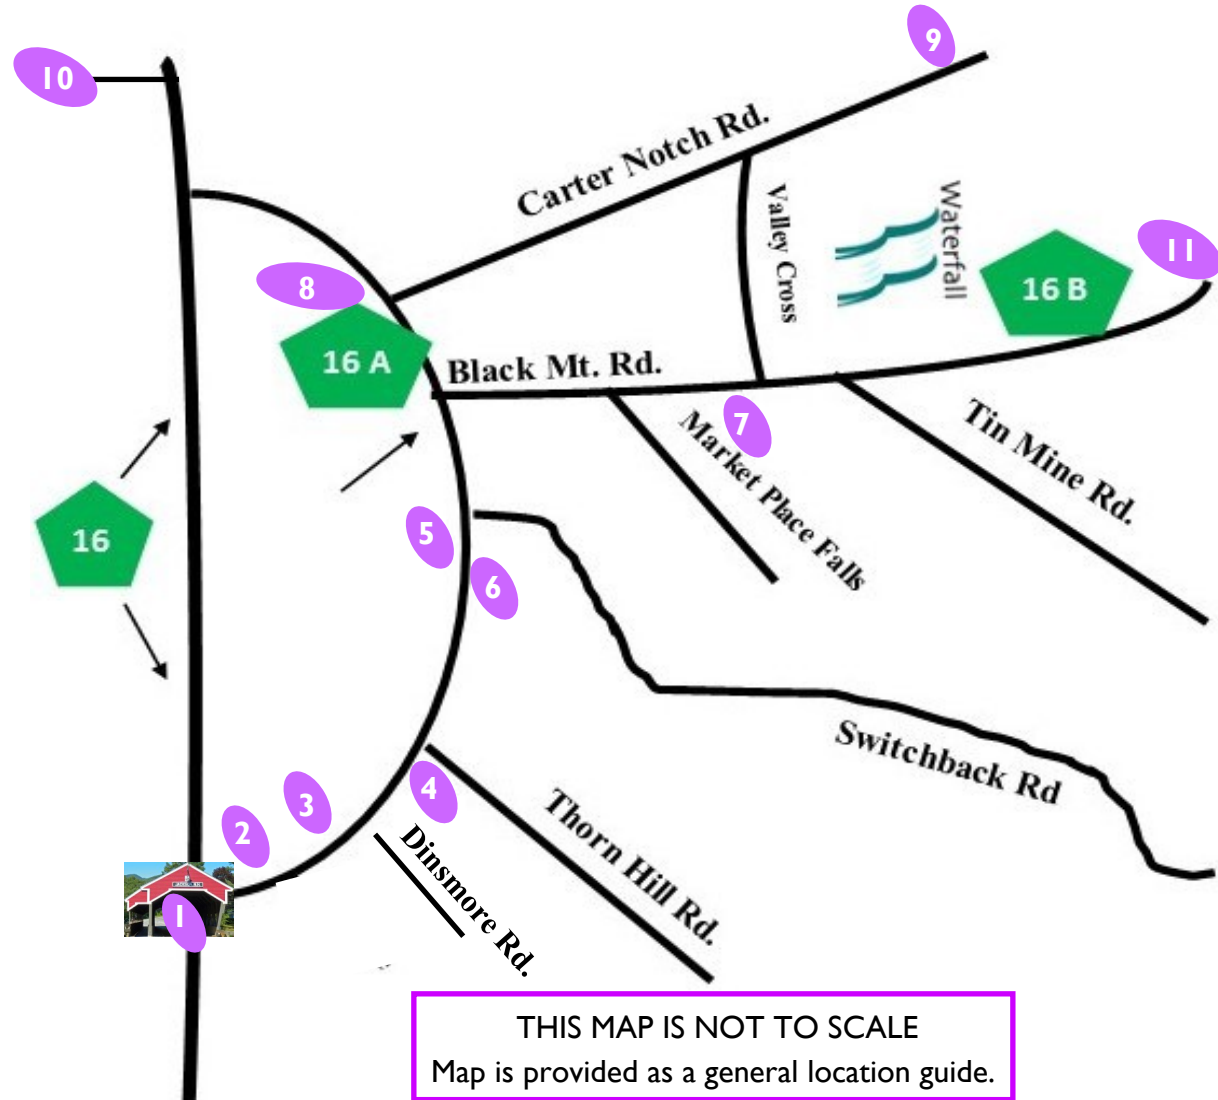 9
10
Carter Notch Rd.
Valley Cross
Waterfall
11
8
16 B
16 A
Black Mt. Rd.
7
Market Place Falls
Tin Mine Rd.
16
5
6
Switchback Rd
4
3
2
Thorn Hill Rd.
Dinsmore Rd.
1
THIS MAP IS NOT TO SCALE
Map is provided as a general location guide.